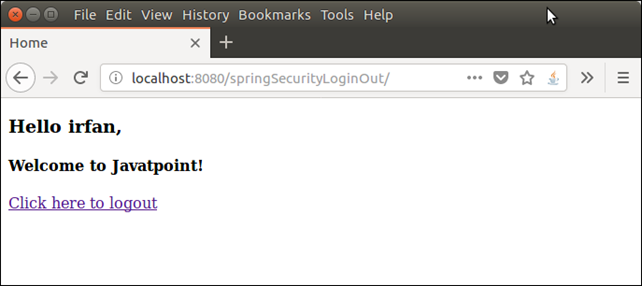 File Edit View History Bookmarks Tools Help
Home
localhost:8080/springSecurityLoginOut/
Hello irfan,
Welcome to Javatpoint!
Click here to logout